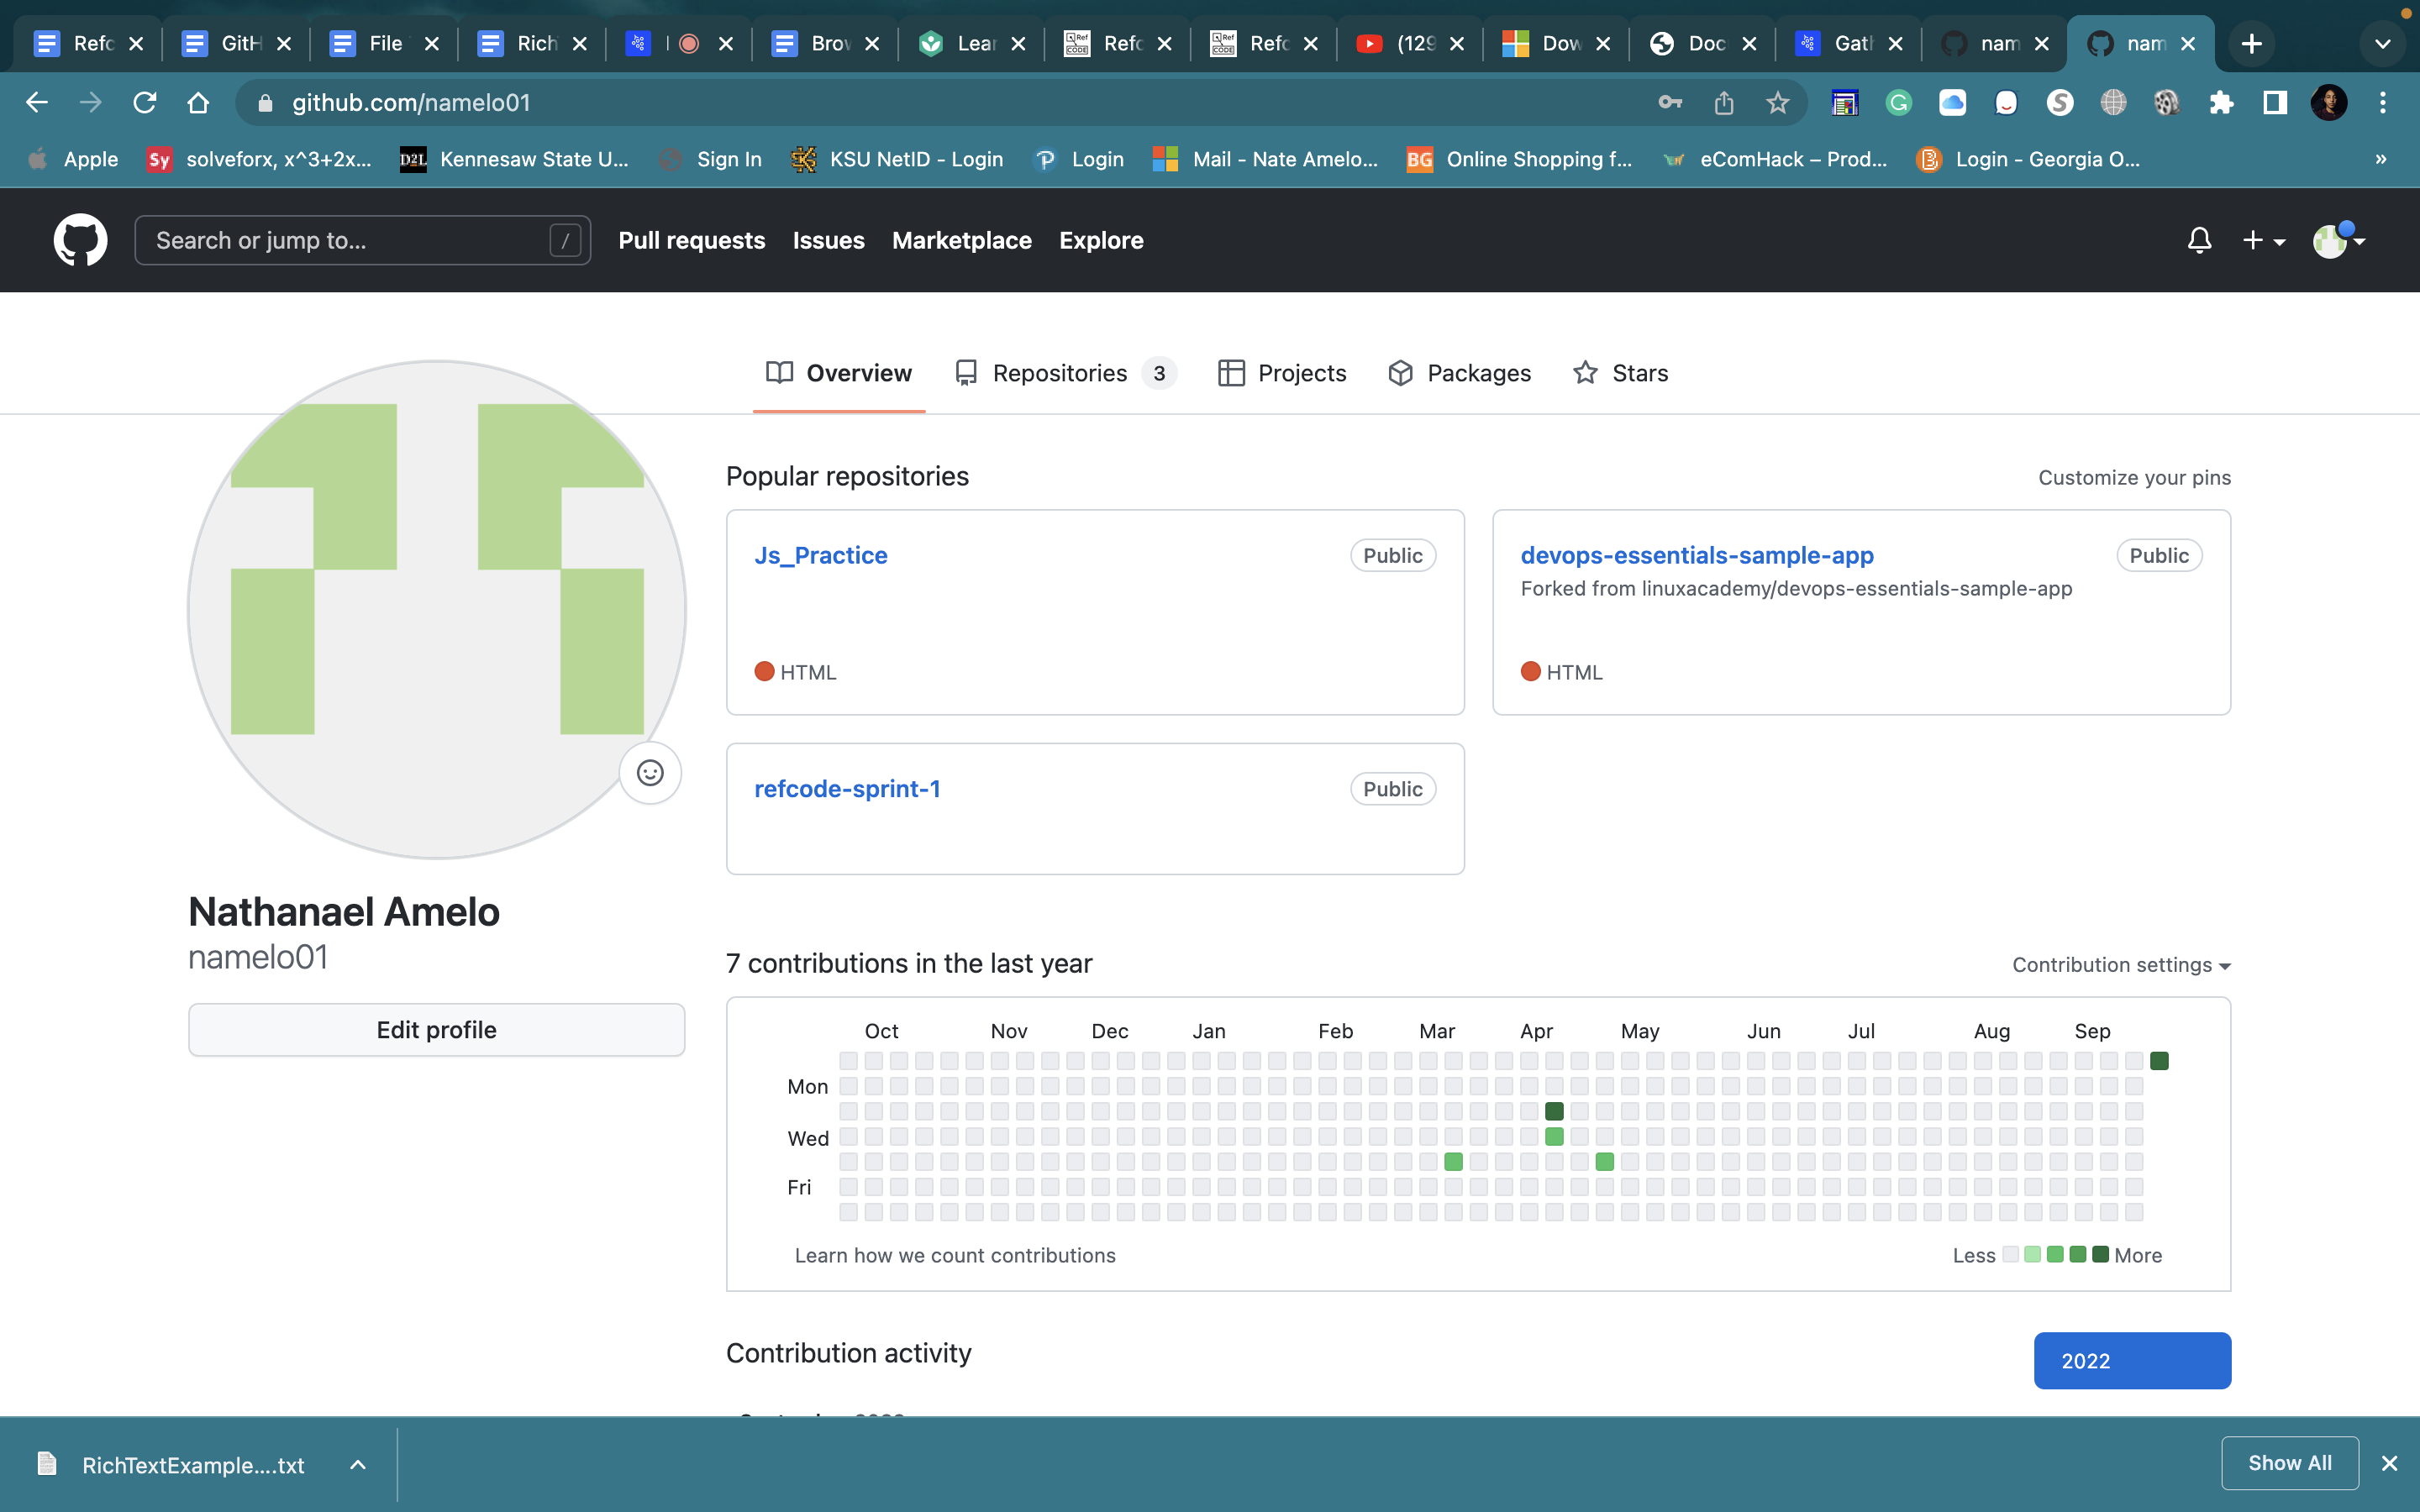 Refc
GitH
File
Rich
Brow
Lear
Refc
Refc
(129
Dow
Doc
Gath
nam
nam
github.com/namelo01
Apple
Sy solveforx, x^3+2x...
D2L Kennesaw State U...
Sign In
KSU NetID - Login
Login
Mail - Nate Amelo...
BG Online Shopping f...
eComHack – Prod...
Login - Georgia O...
»
Search or jump to... /
Pull requests
Issues
Marketplace
Explore
Overview
Repositories 3
Projects
Packages
Stars
Popular repositories
Customize your pins
Js_Practice
Public
HTML
devops-essentials-sample-app
Public
Forked from linuxacademy/devops-essentials-sample-app
HTML
refcode-sprint-1
Public
Nathanael Amelo
namelo01
Edit profile
7 contributions in the last year
Contribution settings
Oct Nov Dec Jan Feb Mar Apr May Jun Jul Aug Sep
Mon
Wed
Fri
Learn how we count contributions
Less
More
Contribution activity
2022
RichTextExample....txt
Show All